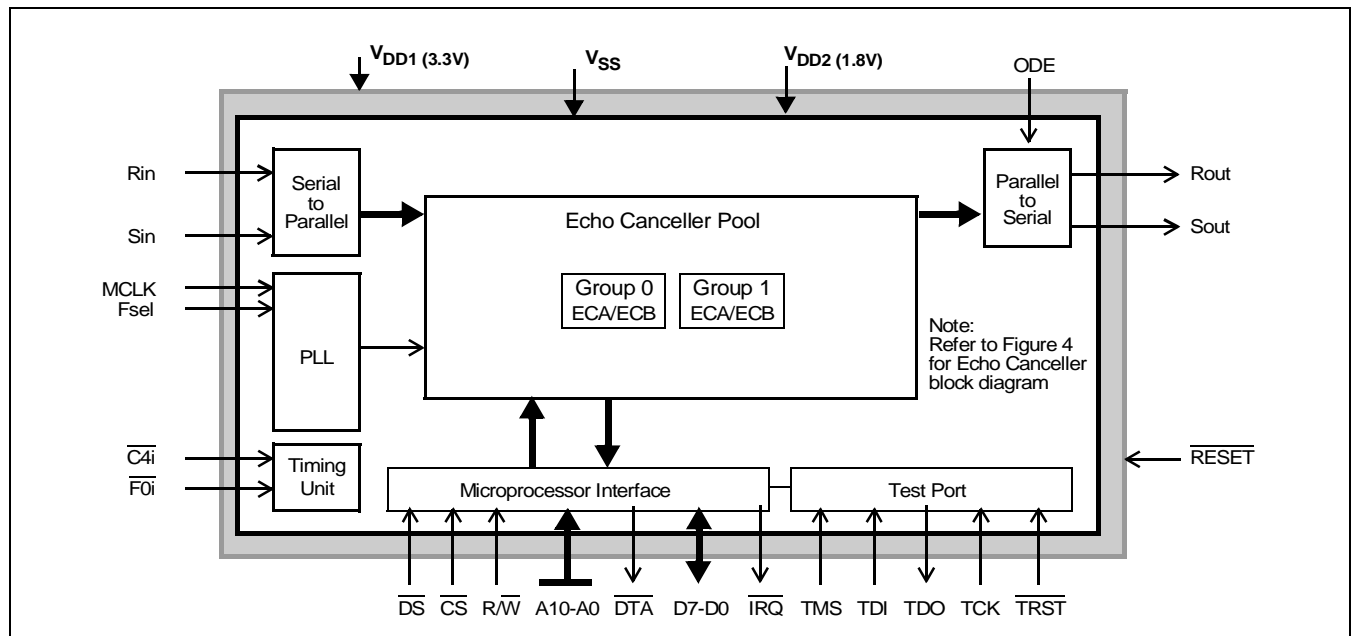 VDD1 (3.3V)
VSS
VDD2 (1.8V)
ODE
Rin
Sin
Serial
to
Parallel
Echo Canceller Pool
Group 0
ECA/ECB
Group 1
ECA/ECB
Parallel
to
Serial
Rout
Sout
MCLK
Fsel
PLL
Note:
Refer to Figure 4
for Echo Canceller
block diagram
C4i
F0i
Timing
Unit
RESET
Microprocessor Interface
Test Port
DS CS R/W A10-A0 DTA D7-D0 IRQ TMS TDI TDO TCK TRST